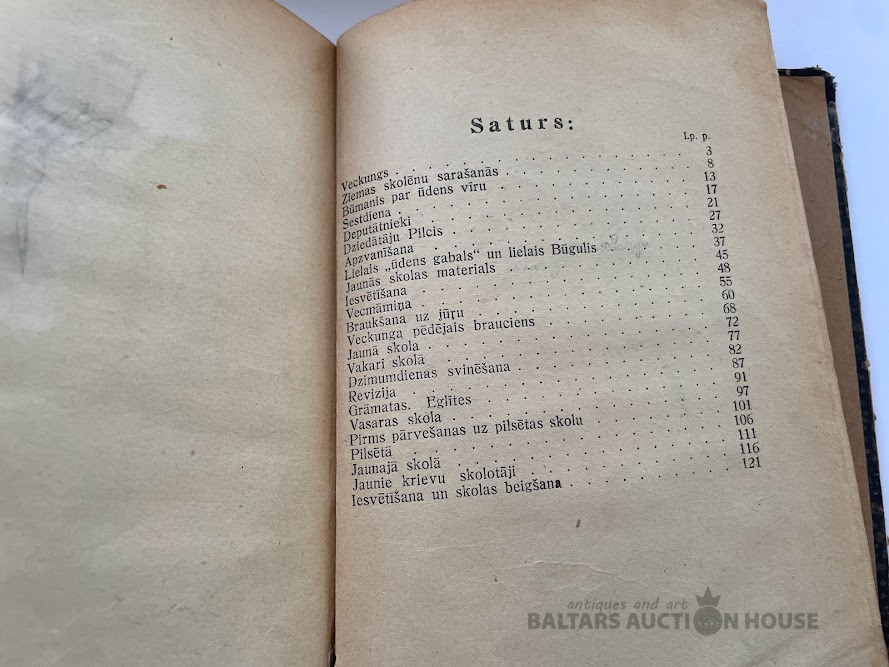 Saturs:
Lp. p.
Veckungs 3
Ziemas skolēnu sarašanās 8
Būmanis par ūdens vīru 13
Sestdiena 17
Deputātnieki 21
Dziedātāju Pilcis 27
Apzvanīšana 32
Lielais „ūdens gabals“ un lielais Būgulis 37
Jaunās skolas materials 45
Iesvētīšana 48
Vecmāmiņa 55
Braukšana uz jūŗu 60
Veckunga pēdējais brauciens 68
Jaunā skola 72
Vakari skolā 77
Dzimumdienas svinēšana 82
Revizija 87
Grāmatas. Eglītes 91
Vasaras skola 97
Pirms pārvešanas uz pilsētas skolu 101
Pilsētā 106
Jaunajā skolā 111
Jaunie krievu skolotāji 116
Iesvētīšana un skolas beigšana 121
antiques and art
BALTARS AUCTION HOUSE